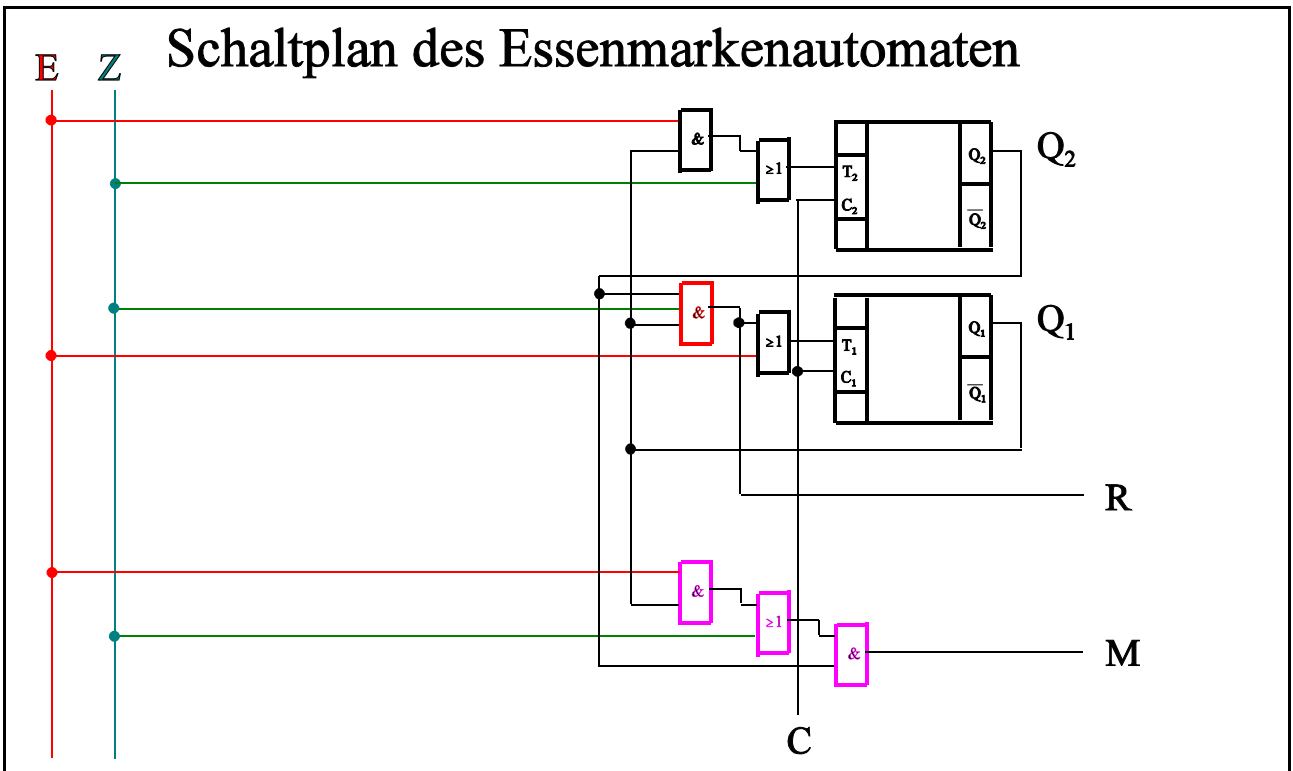 Schaltplan des Essenmarkenautomaten
E Z
&
≥1
T₂
C₂
Q₂
Q̅₂
Q₂
&
≥1
T₁
C₁
Q₁
Q̅₁
Q₁
R
&
≥1
&
M
C